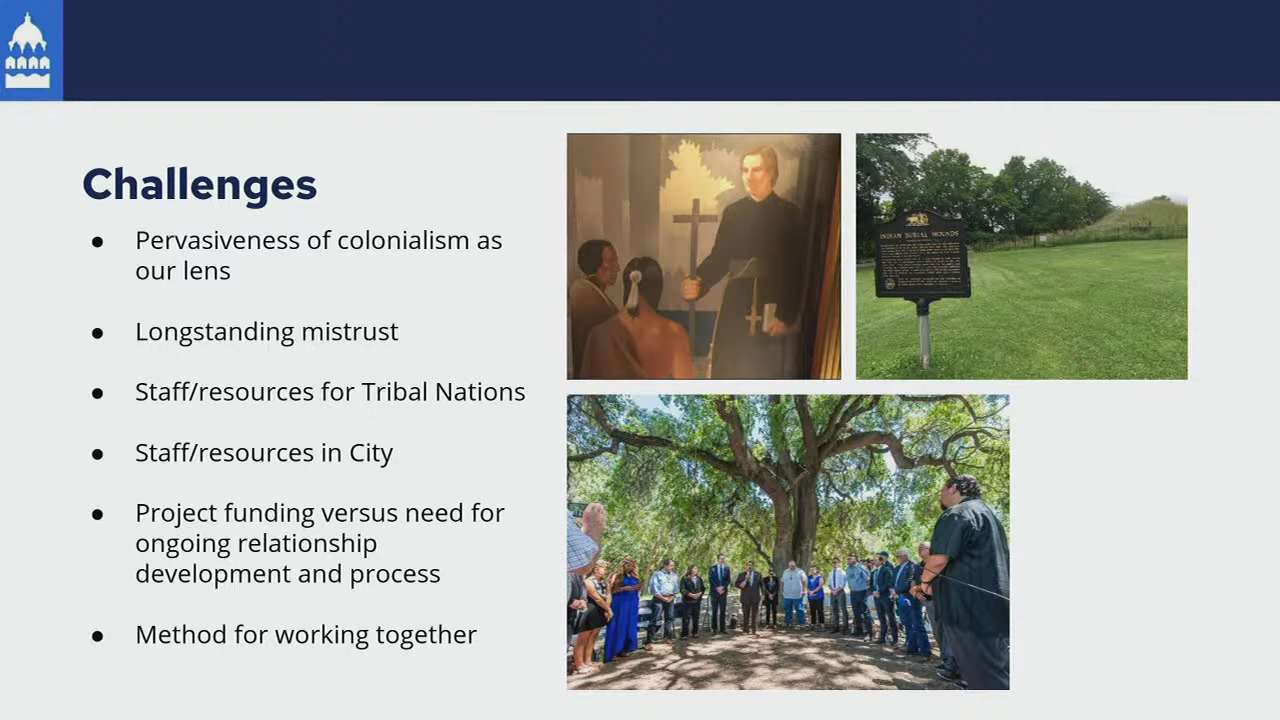 Challenges
● Pervasiveness of colonialism as
our lens
● Longstanding mistrust
● Staff/resources for Tribal Nations
● Staff/resources in City
● Project funding versus need for
ongoing relationship
development and process
● Method for working together
INDIAN BURIAL MOUNDS